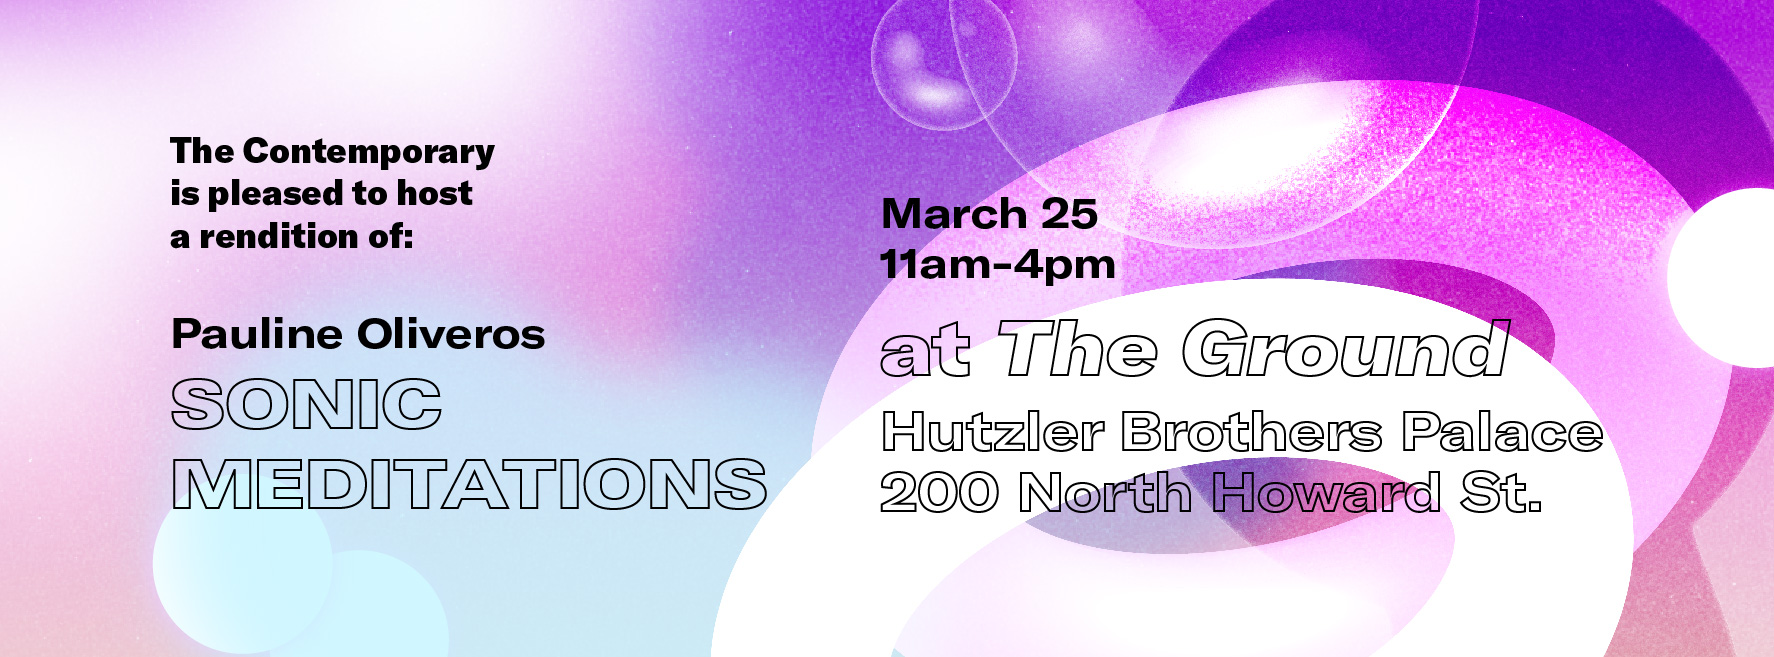 The Contemporary
is pleased to host
a rendition of:
Pauline Oliveros
SONIC
MEDITATIONS
March 25
11am-4pm
at The Ground
Hutzler Brothers Palace
200 North Howard St.